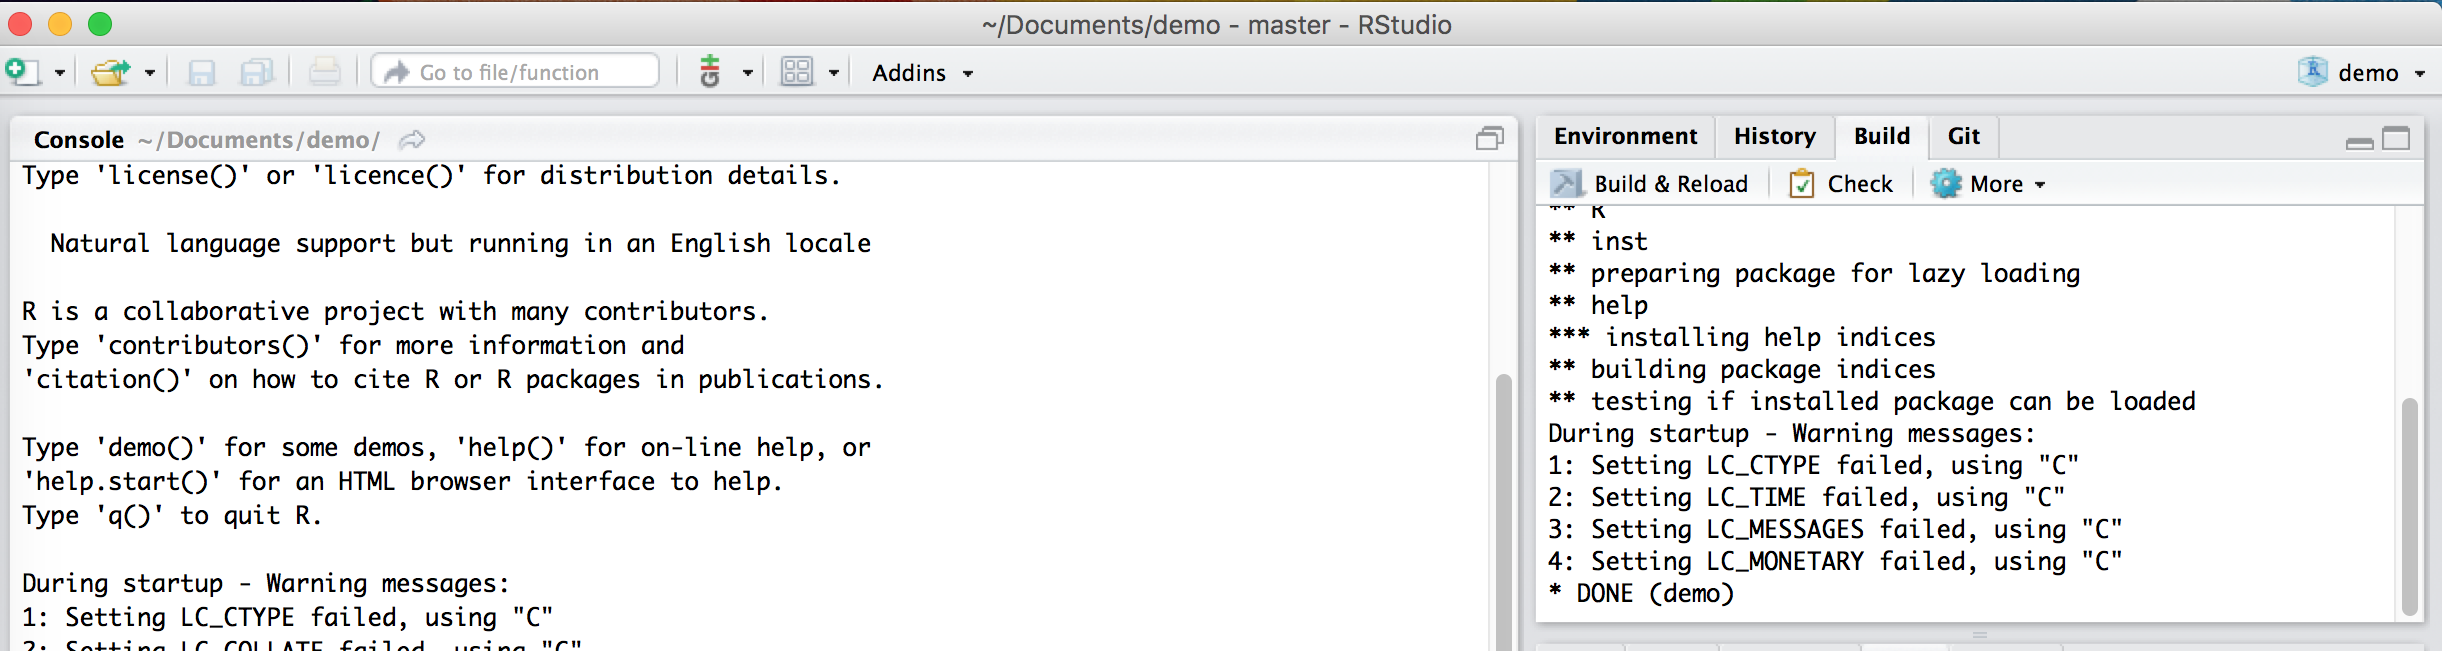 ~/Documents/demo - master - RStudio
Go to file/function
Addins
demo
Console ~/Documents/demo/
Type 'license()' or 'licence()' for distribution details.
Natural language support but running in an English locale
R is a collaborative project with many contributors.
Type 'contributors()' for more information and
'citation()' on how to cite R or R packages in publications.
Type 'demo()' for some demos, 'help()' for on-line help, or
'help.start()' for an HTML browser interface to help.
Type 'q()' to quit R.
During startup - Warning messages:
1: Setting LC_CTYPE failed, using "C"
2: Setting LC_COLLATE failed, using "C"
Environment History Build Git
Build & Reload Check More
** R
** inst
** preparing package for lazy loading
** help
*** installing help indices
** building package indices
** testing if installed package can be loaded
During startup - Warning messages:
1: Setting LC_CTYPE failed, using "C"
2: Setting LC_TIME failed, using "C"
3: Setting LC_MESSAGES failed, using "C"
4: Setting LC_MONETARY failed, using "C"
* DONE (demo)